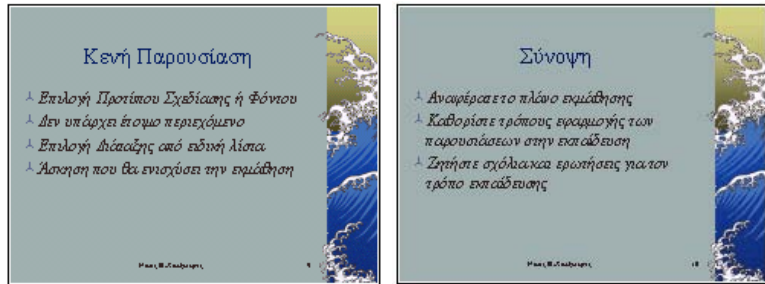 Κενή Παρουσίαση
Επιλογή Προτύπου Σχεδίασης ή Φόντου
Δεν υπάρχει έτοιμο περιεχόμενο
Επιλογή Διάταξης από ειδική λίστα
Άσκηση που θα ενισχύσει την εκμάθηση
9
Σύνοψη
Αναφέρατε το πλάνο εκμάθησης
Καθορίστε τρόπους εφαρμογής των
παρουσιάσεων στην εκπαίδευση
Ζητήστε σχόλια και ερωτήσεις για τον
τρόπο εκπαίδευσης
10